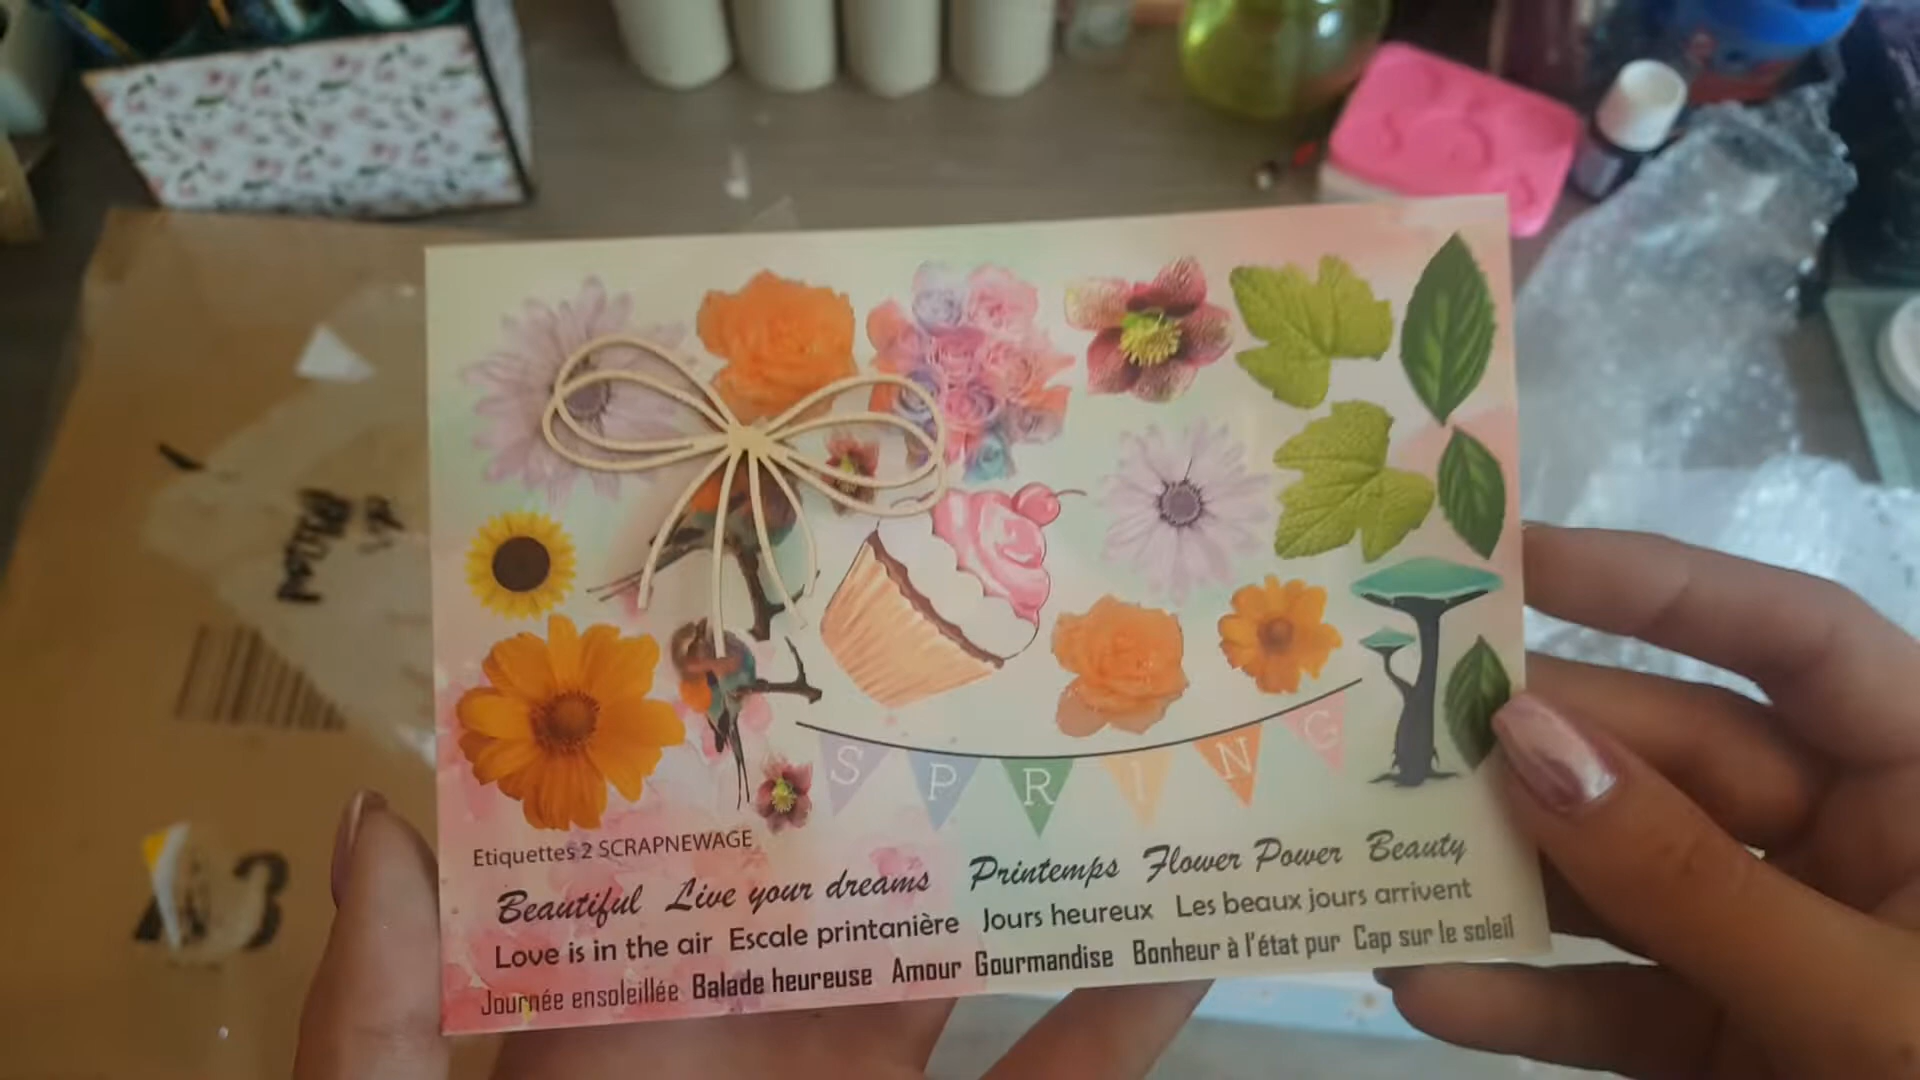 SPRING
Etiquettes 2 SCRAPNEWAGE
Beautiful Live your dreams Printemps Flower Power Beauty
Love is in the air Escale printanière Jours heureux Les beaux jours arrivent
Journée ensoleillée Balade heureuse Amour Gourmandise Bonheur à l'état pur Cap sur le soleil